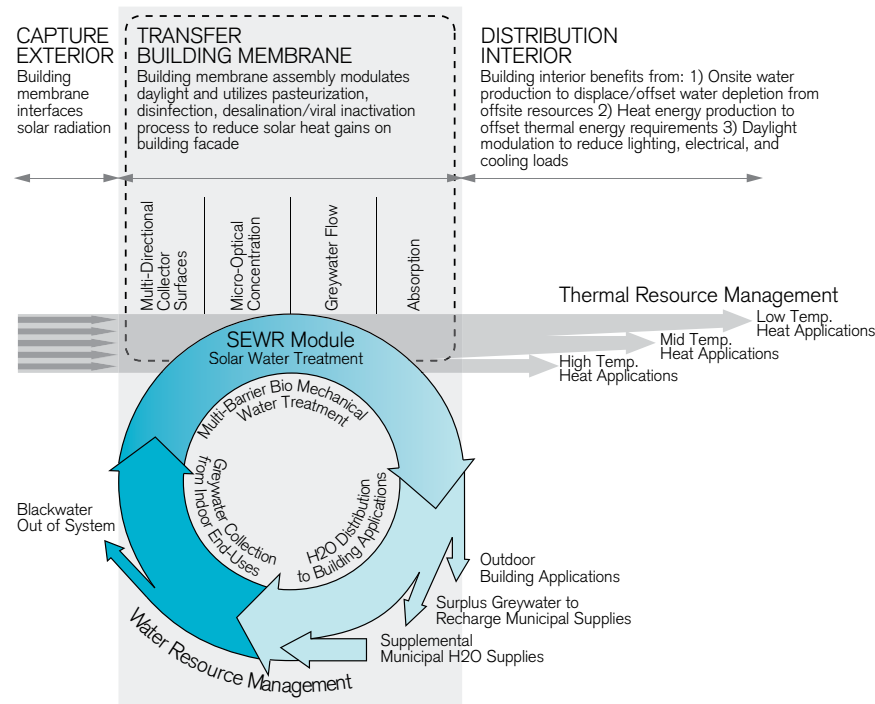 CAPTURE
EXTERIOR
Building
membrane
interfaces
solar radiation
TRANSFER
BUILDING MEMBRANE
Building membrane assembly modulates
daylight and utilizes pasteurization,
disinfection, desalination/viral inactivation
process to reduce solar heat gains on
building facade
DISTRIBUTION
INTERIOR
Building interior benefits from: 1) Onsite water
production to displace/offset water depletion from
offsite resources 2) Heat energy production to
offset thermal energy requirements 3) Daylight
modulation to reduce lighting, electrical, and
cooling loads
Multi-Directional
Collector
Surfaces
Micro-Optical
Concentration
Greywater Flow
Absorption
Thermal Resource Management
Low Temp.
Heat Applications
Mid Temp.
Heat Applications
High Temp.
Heat Applications
SEWR Module
Solar Water Treatment
Multi-Barrier Bio Mechanical
Water Treatment
Greywater Collection
from Indoor
End-Uses
H2O Distribution
to Building Applications
Blackwater
Out of System
Outdoor
Building Applications
Surplus Greywater to
Recharge Municipal Supplies
Supplemental
Municipal H2O Supplies
Water Resource Management